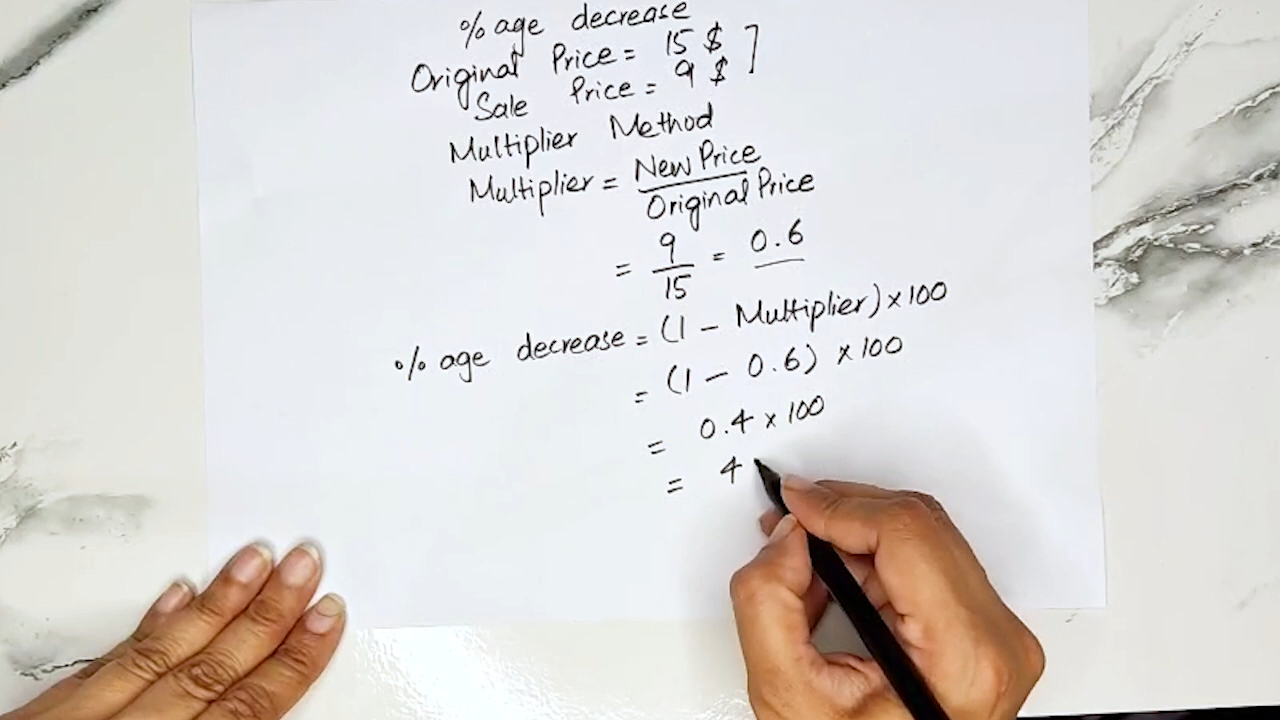 % age decrease
Original Price = 15 $ ]
Sale Price = 9 $
Multiplier Method
Multiplier = New Price
Original Price
= 9/15 = 0.6
% age decrease = (1 - Multiplier) × 100
= (1 - 0.6) × 100
= 0.4 × 100
= 4